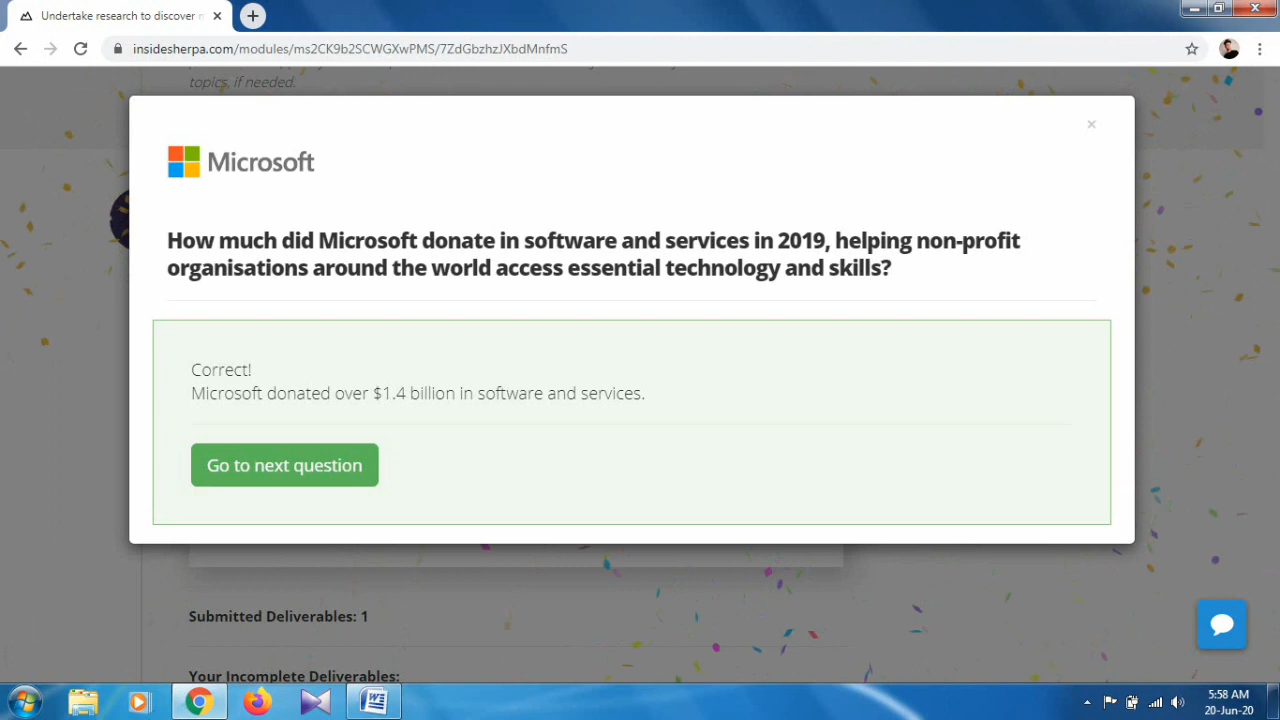 Undertake research to discover
insidesherpa.com/modules/ms2CK9b2SCWGXwPMS/7ZdGbzhzJXbdMnfmS
topics, if needed.
Microsoft
How much did Microsoft donate in software and services in 2019, helping non-profit
organisations around the world access essential technology and skills?
Correct!
Microsoft donated over $1.4 billion in software and services.
Go to next question
Submitted Deliverables: 1
Your Incomplete Deliverables:
5:58 AM
20-Jun-20